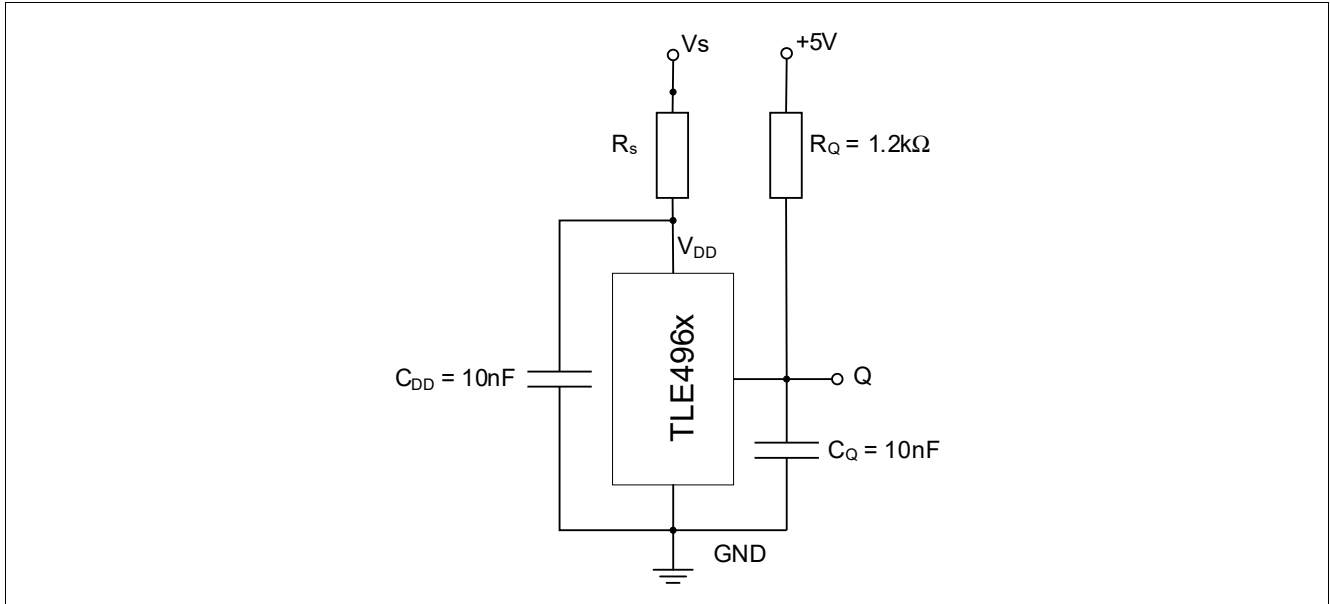 Vs
+5V
Rs
RQ = 1.2kΩ
VDD
TLE496x
CDD = 10nF
Q
CQ = 10nF
GND